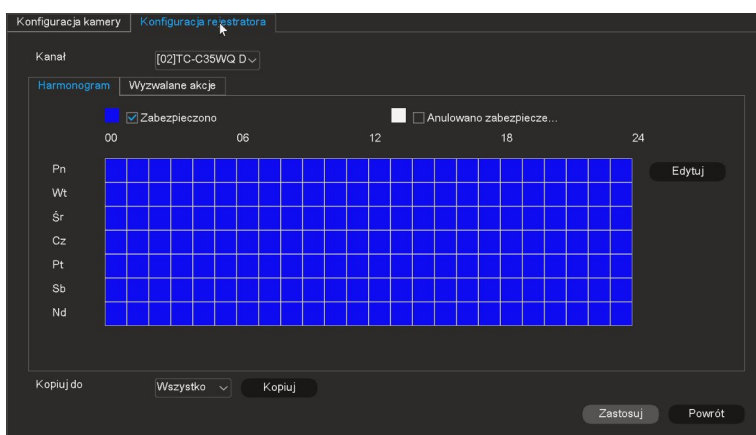 Konfiguracja kamery Konfiguracja rejestratora
Kanał [02]TC-C35WQ D
Harmonogram Wyzwalane akcje
Zabezpieczono Anulowano zabezpiecze...
00 06 12 18 24
Pn Edytuj
Wt
Śr
Cz
Pt
Sb
Nd
Kopiuj do Wszystko Kopiuj
Zastosuj Powrót